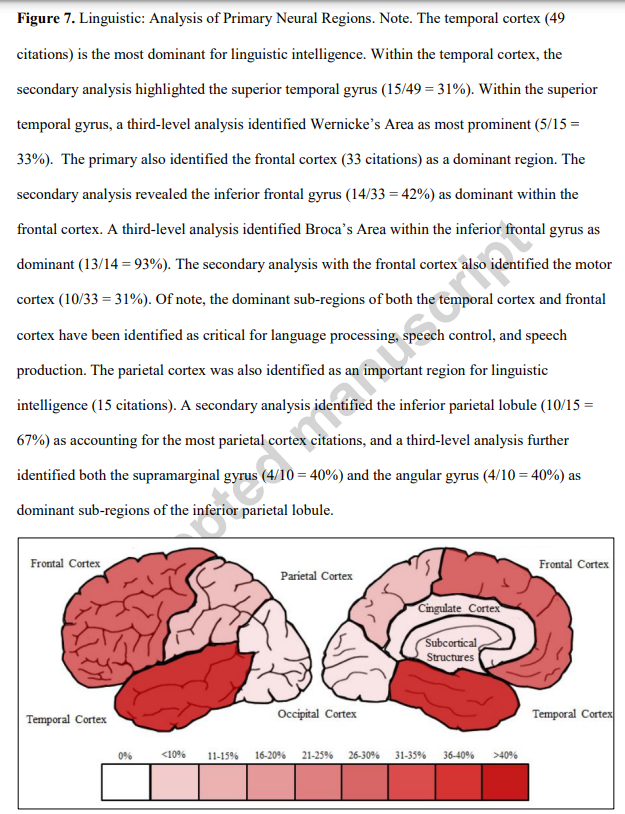 Figure 7. Linguistic: Analysis of Primary Neural Regions. Note. The temporal cortex (49
citations) is the most dominant for linguistic intelligence. Within the temporal cortex, the
secondary analysis highlighted the superior temporal gyrus (15/49 = 31%). Within the superior
temporal gyrus, a third-level analysis identified Wernicke's Area as most prominent (5/15 =
33%).  The primary also identified the frontal cortex (33 citations) as a dominant region. The
secondary analysis revealed the inferior frontal gyrus (14/33 = 42%) as dominant within the
frontal cortex. A third-level analysis identified Broca's Area within the inferior frontal gyrus as
dominant (13/14 = 93%). The secondary analysis with the frontal cortex also identified the motor
cortex (10/33 = 31%). Of note, the dominant sub-regions of both the temporal cortex and frontal
cortex have been identified as critical for language processing, speech control, and speech
production. The parietal cortex was also identified as an important region for linguistic
intelligence (15 citations). A secondary analysis identified the inferior parietal lobule (10/15 =
67%) as accounting for the most parietal cortex citations, and a third-level analysis further
identified both the supramarginal gyrus (4/10 = 40%) and the angular gyrus (4/10 = 40%) as
dominant sub-regions of the inferior parietal lobule.
manuscript
Frontal Cortex
Parietal Cortex
Frontal Cortex
Cingulate Cortex
Subcortical
Structures
Temporal Cortex
Occipital Cortex
Temporal Cortex
0% <10% 11-15% 16-20% 21-25% 26-30% 31-35% 36-40% >40%